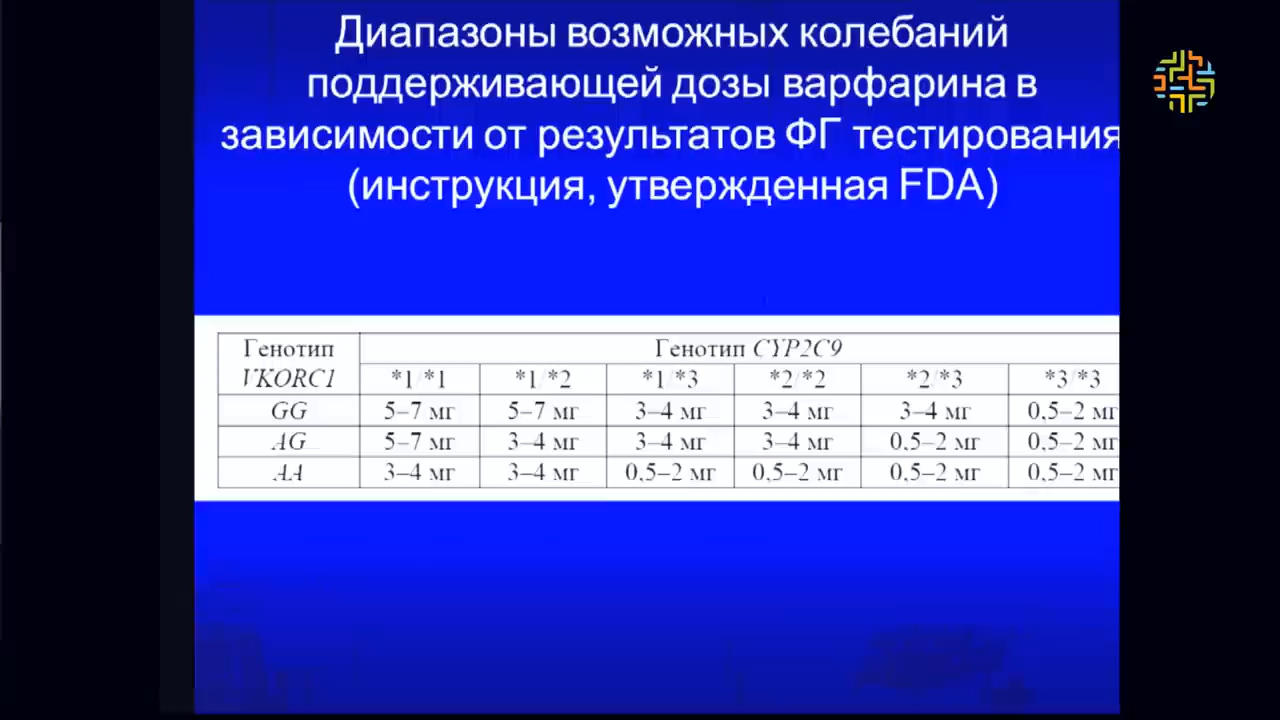 Диапазоны возможных колебаний
поддерживающей дозы варфарина в
зависимости от результатов ФГ тестирования
(инструкция, утвержденная FDA)
Генотип VKORC1 Генотип CYP2C9
*1/*1 *1/*2 *1/*3 *2/*2 *2/*3 *3/*3
GG 5–7 мг 5–7 мг 3–4 мг 3–4 мг 3–4 мг 0,5–2 мг
AG 5–7 мг 3–4 мг 3–4 мг 3–4 мг 0,5–2 мг 0,5–2 мг
AA 3–4 мг 3–4 мг 0,5–2 мг 0,5–2 мг 0,5–2 мг 0,5–2 мг